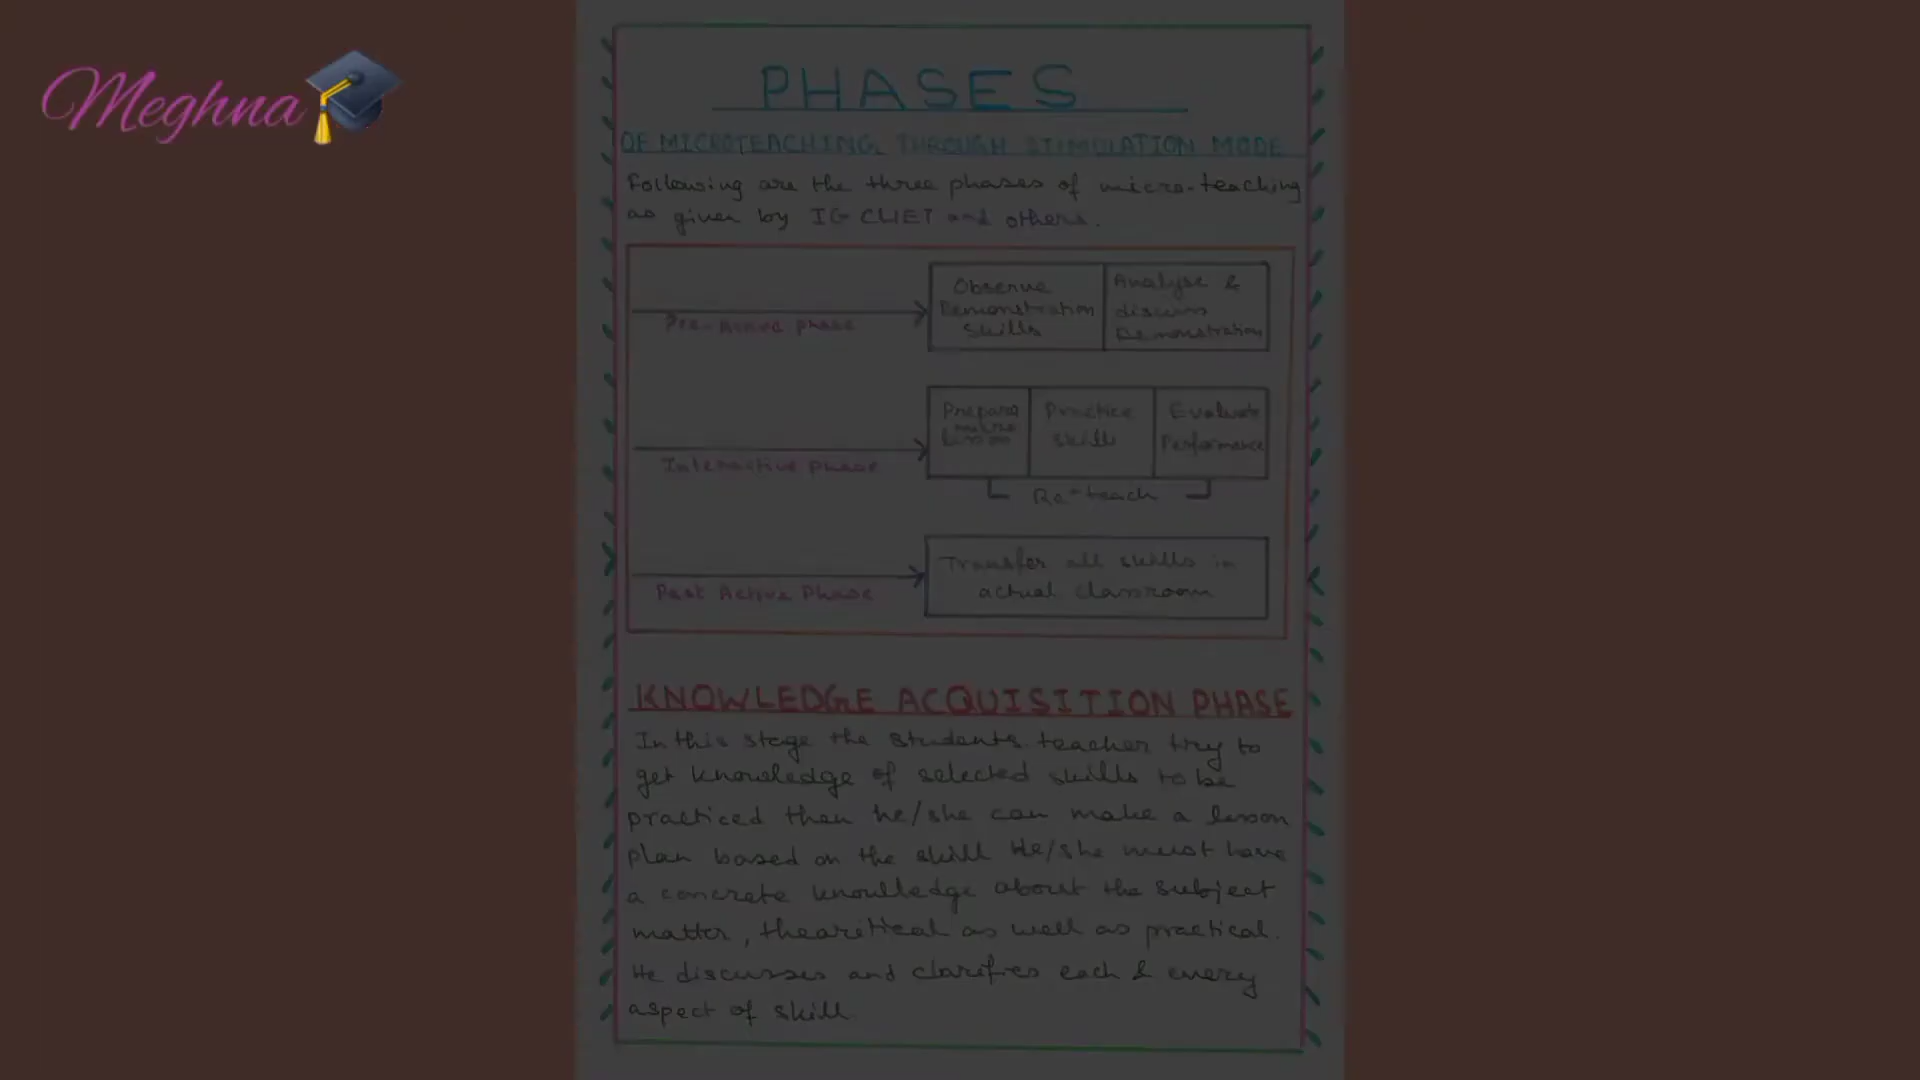 Meghna
PHASES
OF MICROTEACHING THROUGH STIMULATION MODE
Following are the three phases of micro-teaching
as given by IG CLIET and others.
Observe
Demonstration
Skills
Analyse &
discuss
Demonstration
Pre-Active phase
Prepare
micro
lesson
Practice
skills
Evaluate
Performance
Interactive phase
Re-teach
Transfer all skills in
actual classroom
Past Active Phase
KNOWLEDGE ACQUISITION PHASE
In this stage the students teacher try to
get knowledge of selected skills to be
practiced then he/she can make a lesson
plan based on the skill He/she must have
a concrete knowledge about the subject
matter, thearitical as well as practical.
He discusses and clarifies each & every
aspect of skill.